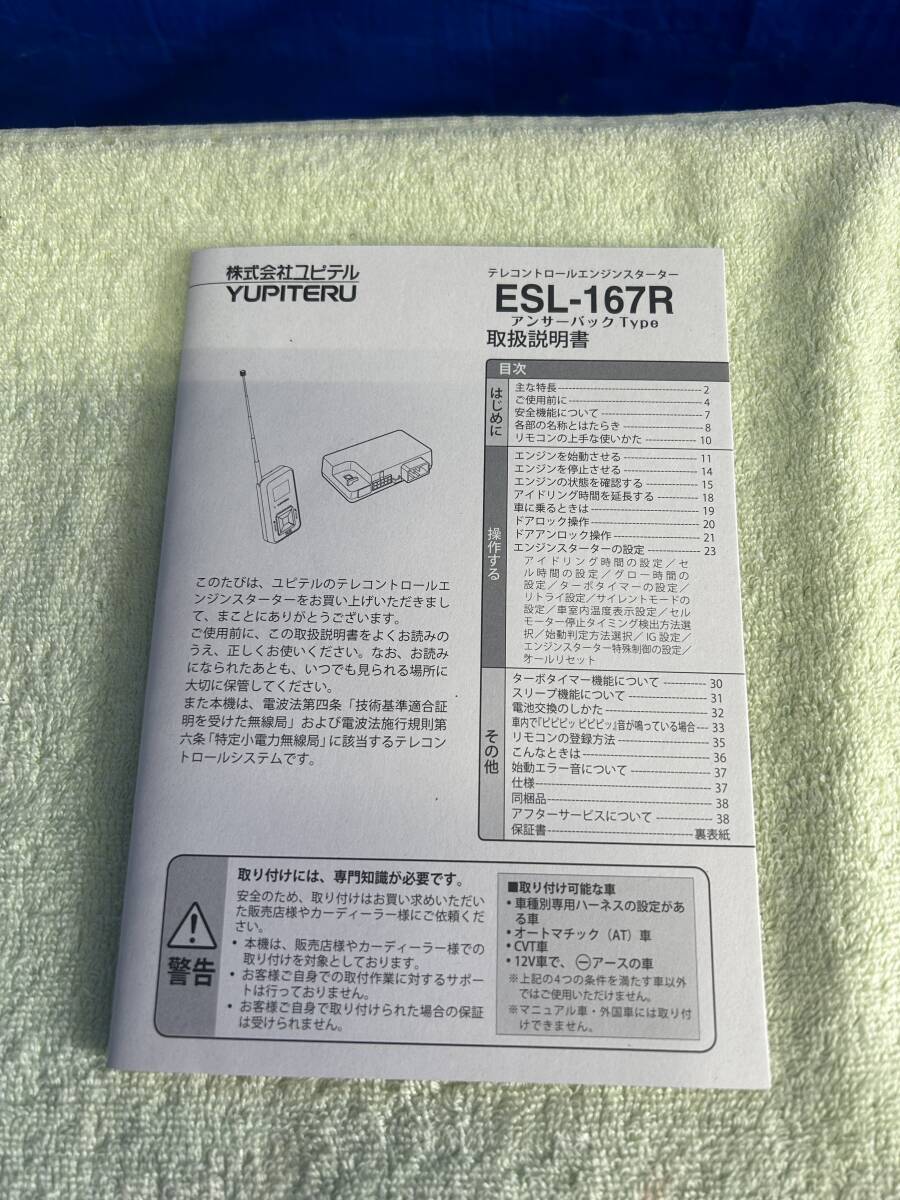 株式会社ユピテル
YUPITERU
テレコントロールエンジンスターター
ESL-167R
アンサーバック Type
取扱説明書
このたびは、ユピテルのテレコントロールエ
ンジンスターターをお買い上げいただきまし
て、まことにありがとうございます。
ご使用前に、この取扱説明書をよくお読みの
うえ、正しくお使いください。なお、お読み
になられたあとも、いつでも見られる場所に
大切に保管してください。
また本機は、電波法第四条「技術基準適合証
明を受けた無線局」および電波法施行規則第
六条「特定小電力無線局」に該当するテレコン
トロールシステムです。
目次
はじめに
主な特長 2
ご使用前に 4
安全機能について 7
各部の名称とはたらき 8
リモコンの上手な使いかた 10
操作する
エンジンを始動させる 11
エンジンを停止させる 14
エンジンの状態を確認する 15
アイドリング時間を延長する 18
車に乗るときは 19
ドアロック操作 20
ドアアンロック操作 21
エンジンスターターの設定 23
アイドリング時間の設定／セ
ル時間の設定／グロー時間の
設定／ターボタイマーの設定／
リトライ設定／サイレントモードの
設定／車室内温度表示設定／セル
モーター停止タイミング検出方法選
択／始動判定方法選択／IG設定／
エンジンスターター特殊制御の設定／
オールリセット
その他
ターボタイマー機能について 30
スリープ機能について 31
電池交換のしかた 32
車内で「ピピピッ ピピピッ」音が鳴っている場合 33
リモコンの登録方法 35
こんなときは 36
始動エラー音について 37
仕様 37
同梱品 38
アフターサービスについて 38
保証書 裏表紙
警告
取り付けには、専門知識が必要です。
安全のため、取り付けはお買い求めいただい
た販売店様やカーディーラー様にご依頼くだ
さい。
• 本機は、販売店様やカーディーラー様での
取り付けを対象としております。
• お客様ご自身での取付作業に対するサポー
トは行っておりません。
• お客様ご自身で取り付けられた場合の保証
は受けられません。
■取り付け可能な車
• 車種別専用ハーネスの設定があ
る車
• オートマチック（AT）車
• CVT車
• 12V車で、⊖アースの車
※上記の4つの条件を満たす車以外
ではご使用いただけません。
※マニュアル車・外国車には取り付
けできません。